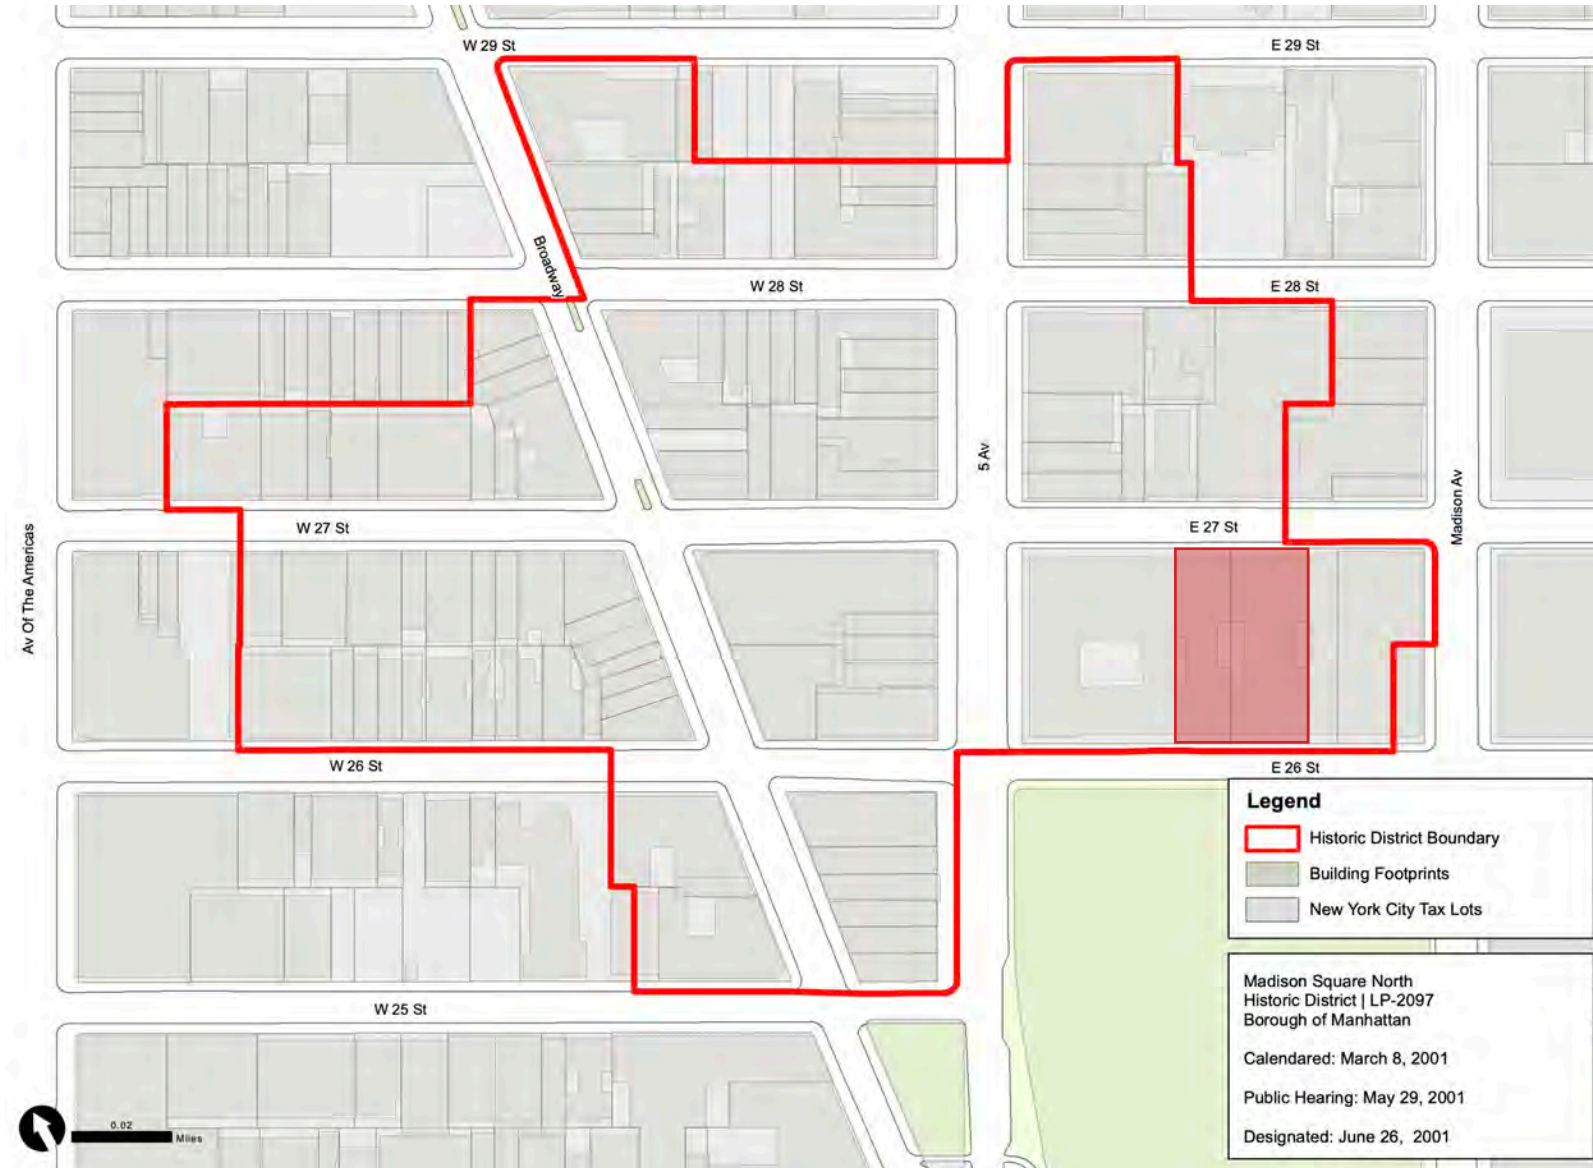 W 29 St
E 29 St
Broadway
W 28 St
E 28 St
5 Av
Madison Av
Av Of The Americas
W 27 St
E 27 St
W 26 St
E 26 St
Legend
Historic District Boundary
Building Footprints
New York City Tax Lots
W 25 St
Madison Square North
Historic District | LP-2097
Borough of Manhattan
Calendared: March 8, 2001
Public Hearing: May 29, 2001
Designated: June 26, 2001
0.02
Miles